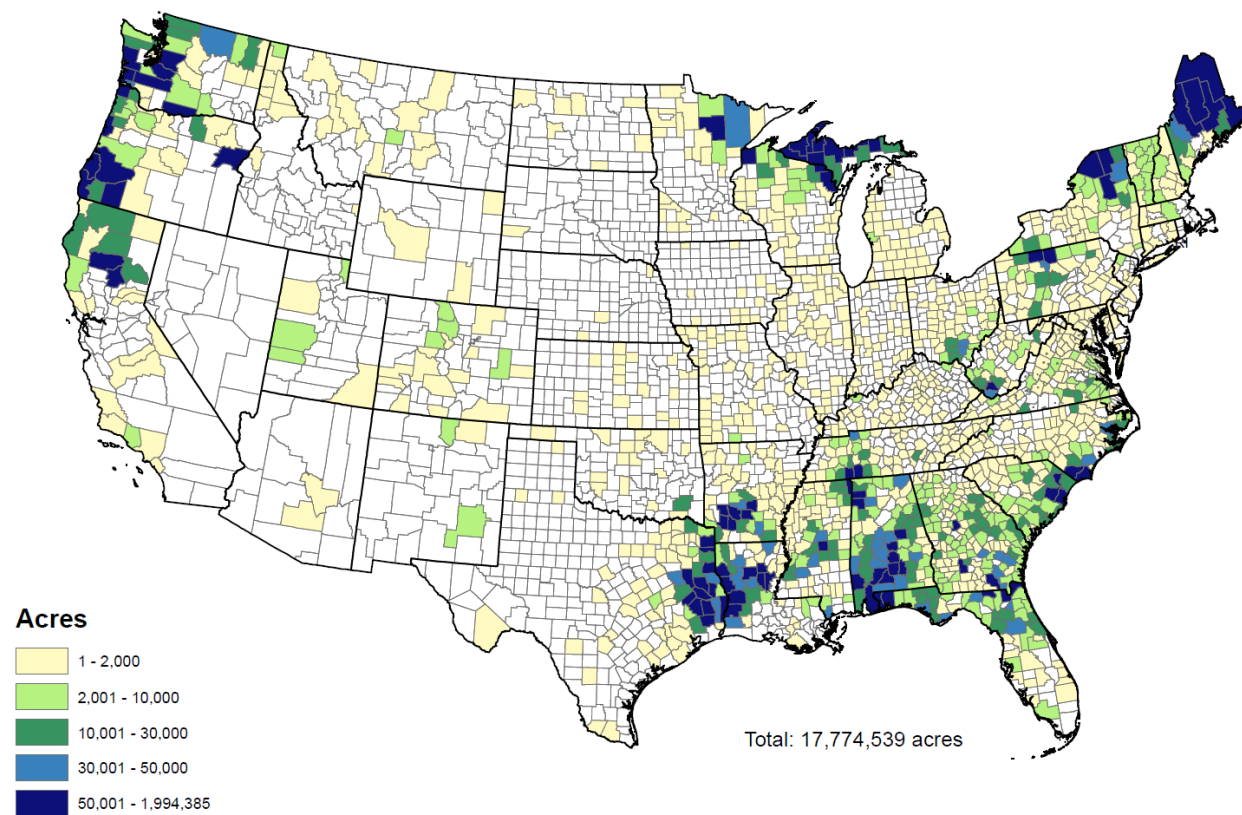 Acres
1 - 2,000
2,001 - 10,000
10,001 - 30,000
30,001 - 50,000
50,001 - 1,994,385
Total: 17,774,539 acres